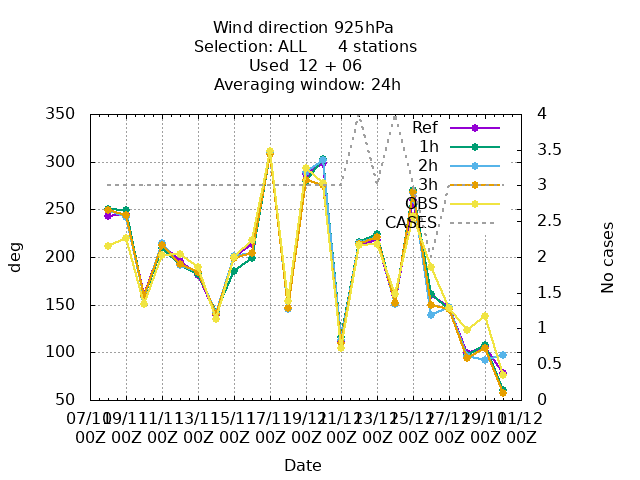 Wind direction 925hPa
Selection: ALL 4 stations
Used 12 + 06
Averaging window: 24h
350 4
Ref
1h
3.5
300 2h
3h 3
250 OBS
CASES 2.5
deg 200 2 No cases
150 1.5
1
100 0.5
50 0
07/10 09/11 11/11 13/11 15/11 17/11 19/12 21/12 23/12 25/12 27/12 29/10 01/12
00Z 00Z 00Z 00Z 00Z 00Z 00Z 00Z 00Z 00Z 00Z 00Z 00Z
Date